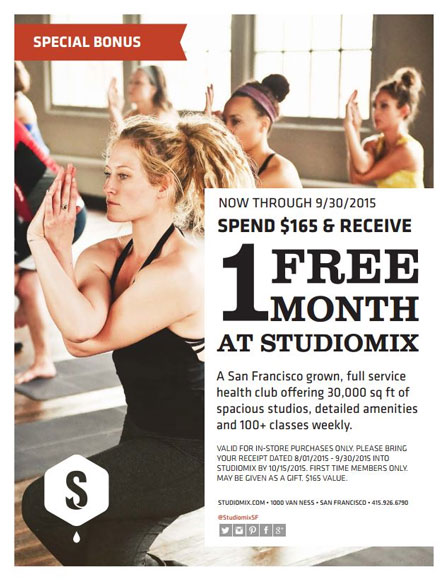 SPECIAL BONUS
NOW THROUGH 9/30/2015
SPEND $165 & RECEIVE
1 FREE
MONTH
AT STUDIOMIX
A San Francisco grown, full service
health club offering 30,000 sq ft of
spacious studios, detailed amenities
and 100+ classes weekly.
VALID FOR IN-STORE PURCHASES ONLY. PLEASE BRING
YOUR RECEIPT DATED 8/01/2015 - 9/30/2015 INTO
STUDIOMIX BY 10/15/2015. FIRST TIME MEMBERS ONLY.
MAY BE GIVEN AS A GIFT. $165 VALUE.
STUDIOMIX.COM • 1000 VAN NESS • SAN FRANCISCO • 415.926.6790
@StudiomixSF
S